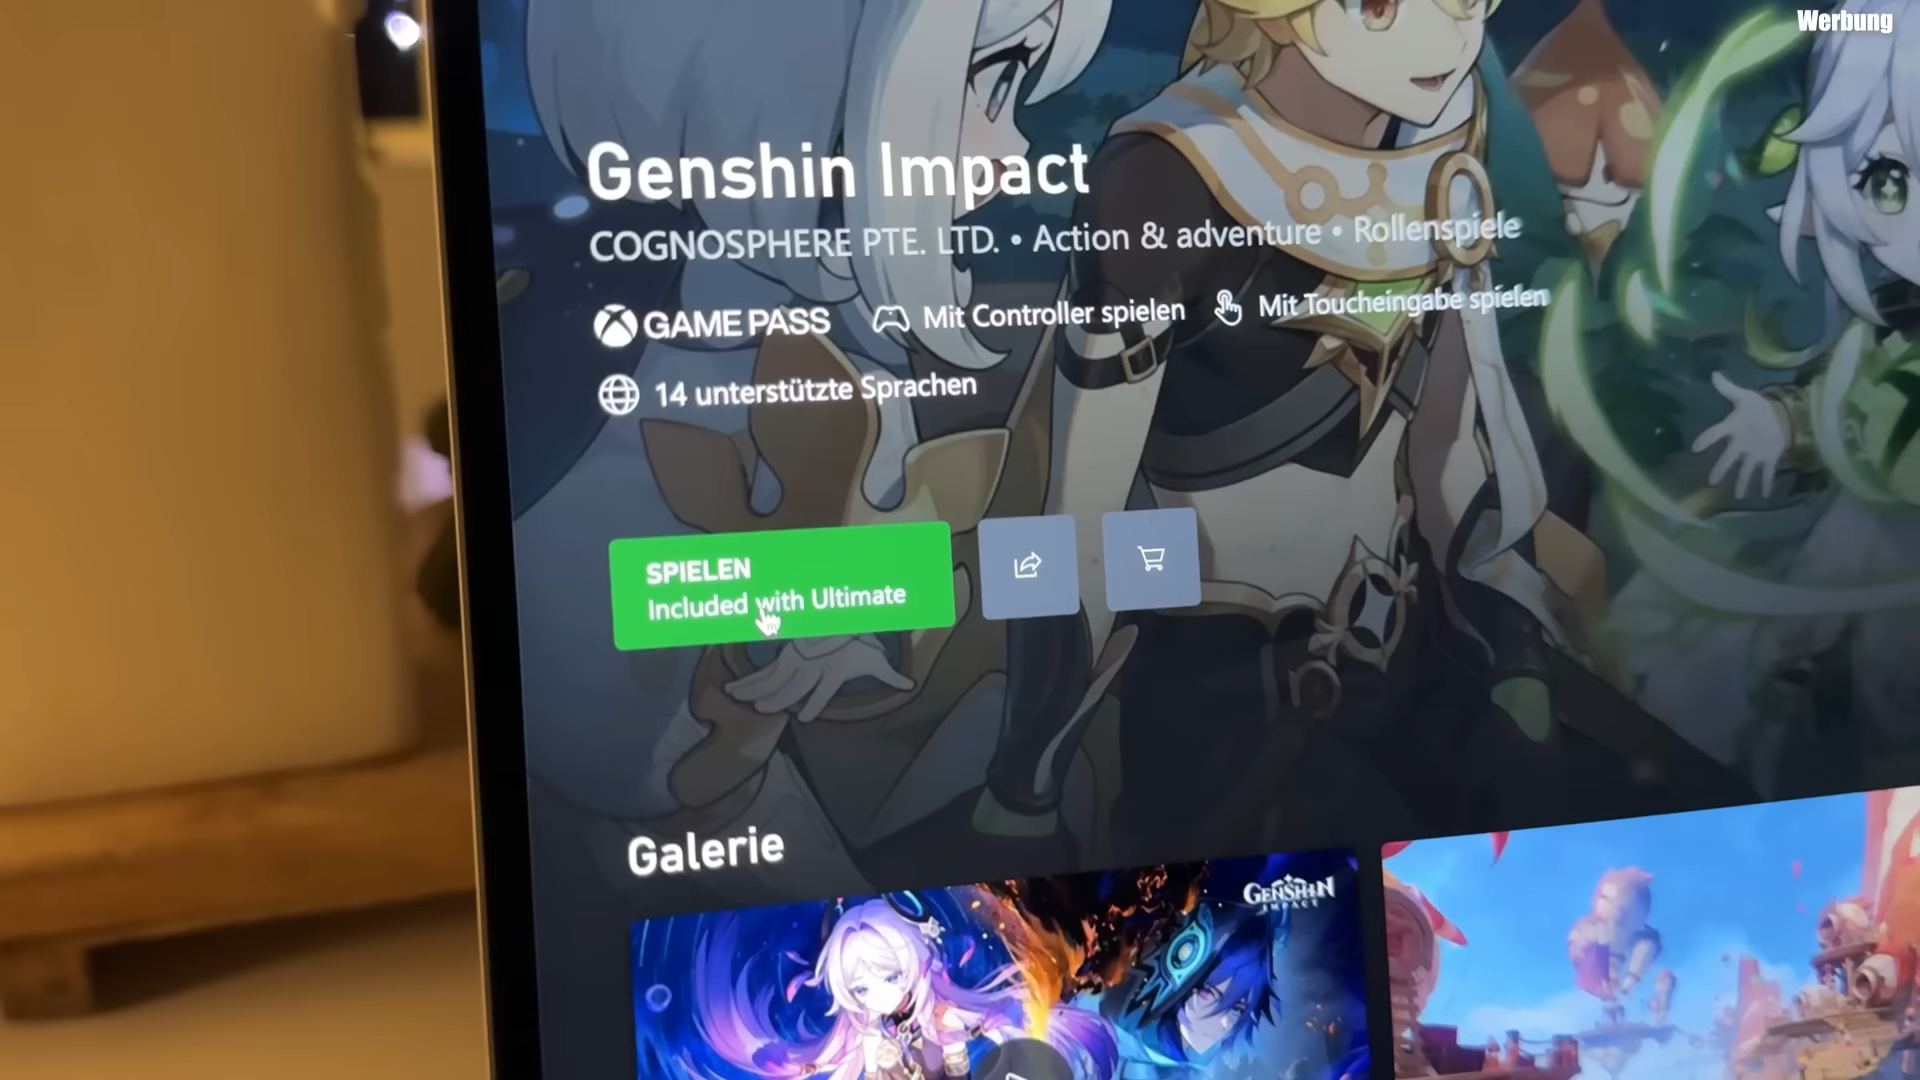 Werbung
Genshin Impact
COGNOSPHERE PTE. LTD. • Action & adventure • Rollenspiele
GAME PASS Mit Controller spielen Mit Toucheingabe spielen
14 unterstützte Sprachen
SPIELEN
Included with Ultimate
Galerie
GENSHIN
IMPACT